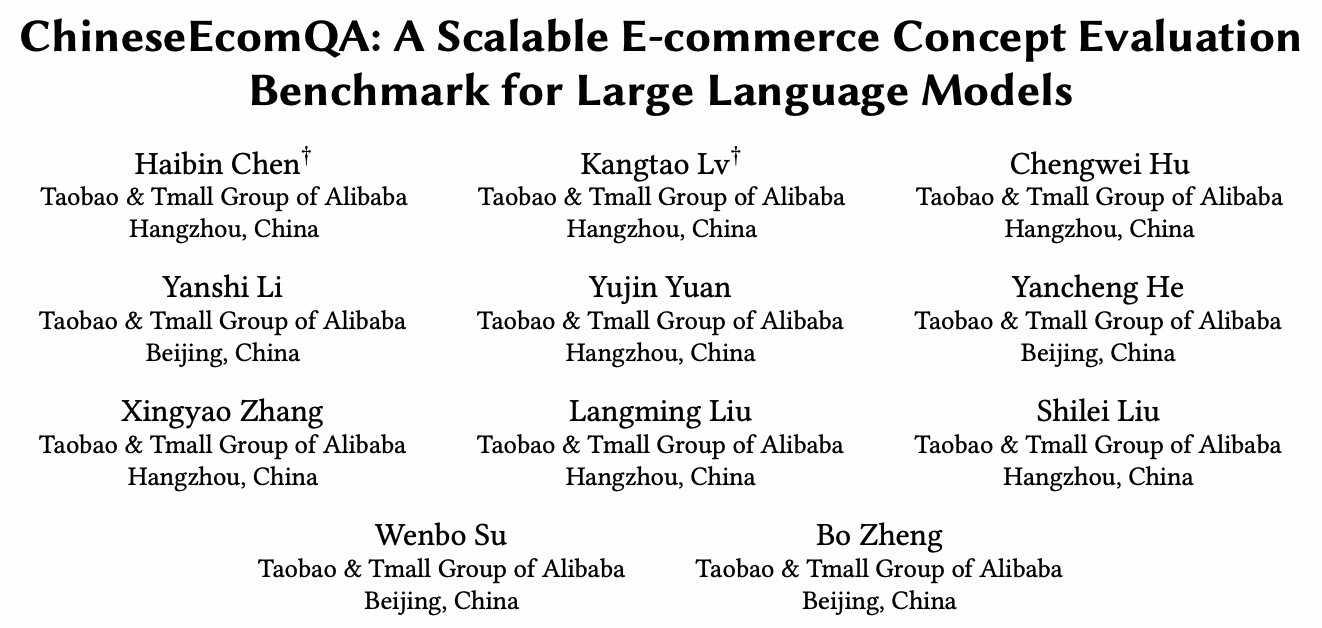 ChineseEcomQA: A Scalable E-commerce Concept Evaluation
Benchmark for Large Language Models
Haibin Chen†
Taobao & Tmall Group of Alibaba
Hangzhou, China
Kangtao Lv†
Taobao & Tmall Group of Alibaba
Hangzhou, China
Chengwei Hu
Taobao & Tmall Group of Alibaba
Hangzhou, China
Yanshi Li
Taobao & Tmall Group of Alibaba
Beijing, China
Yujin Yuan
Taobao & Tmall Group of Alibaba
Hangzhou, China
Yancheng He
Taobao & Tmall Group of Alibaba
Beijing, China
Xingyao Zhang
Taobao & Tmall Group of Alibaba
Hangzhou, China
Langming Liu
Taobao & Tmall Group of Alibaba
Hangzhou, China
Shilei Liu
Taobao & Tmall Group of Alibaba
Hangzhou, China
Wenbo Su
Taobao & Tmall Group of Alibaba
Beijing, China
Bo Zheng
Taobao & Tmall Group of Alibaba
Beijing, China